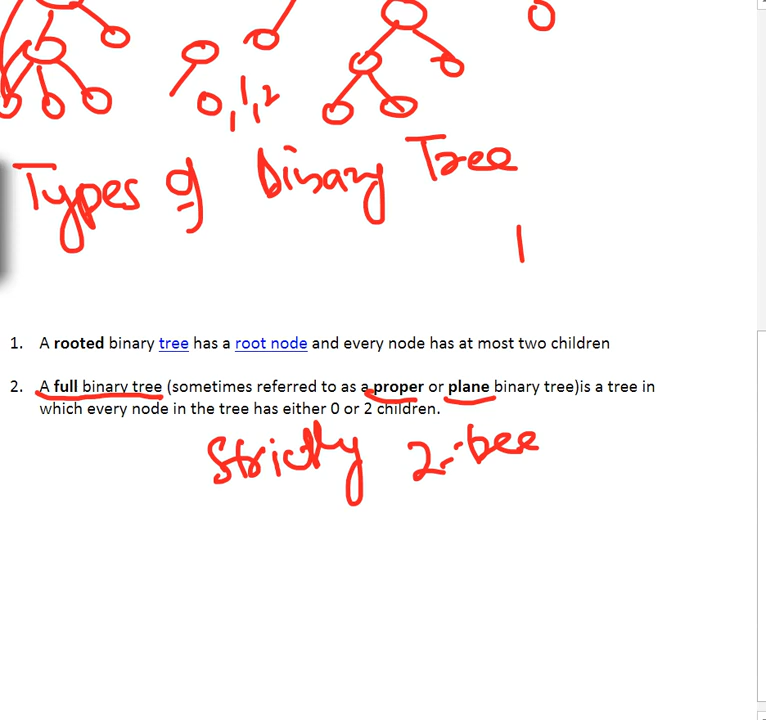 0, 1, 2
Types of binary Tree
1. A rooted binary tree has a root node and every node has at most two children
2. A full binary tree (sometimes referred to as a proper or plane binary tree)is a tree in
which every node in the tree has either 0 or 2 children.
Strictly 2-tree